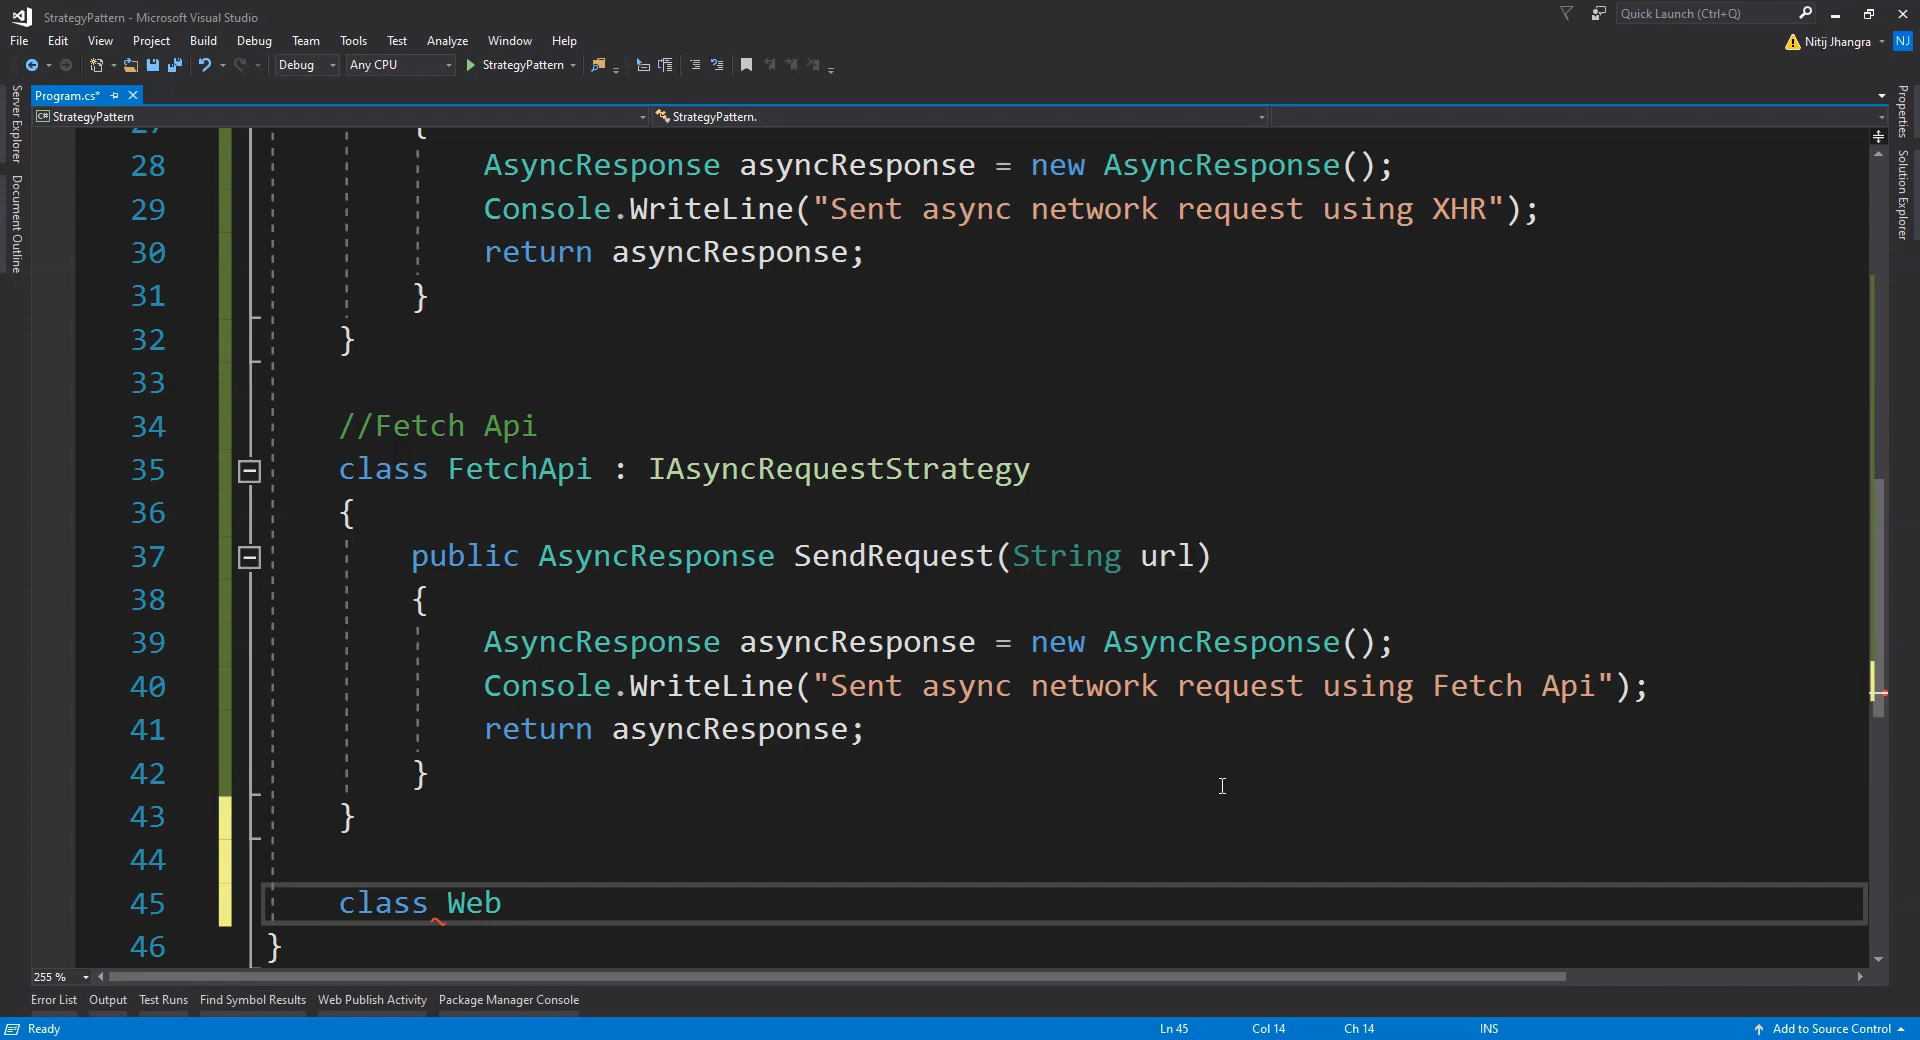 StrategyPattern - Microsoft Visual Studio
Quick Launch (Ctrl+Q)
File Edit View Project Build Debug Team Tools Test Analyze Window Help
Nitij Jhangra NJ
Debug Any CPU StrategyPattern
Server Explorer
Document Outline
Properties
Solution Explorer
Program.cs*
C# StrategyPattern StrategyPattern.
27 {
28 AsyncResponse asyncResponse = new AsyncResponse();
29 Console.WriteLine("Sent async network request using XHR");
30 return asyncResponse;
31 }
32 }
33
34 //Fetch Api
35 class FetchApi : IAsyncRequestStrategy
36 {
37 public AsyncResponse SendRequest(String url)
38 {
39 AsyncResponse asyncResponse = new AsyncResponse();
40 Console.WriteLine("Sent async network request using Fetch Api");
41 return asyncResponse;
42 }
43 }
44
45 class Web
46 }
255 %
Error List Output Test Runs Find Symbol Results Web Publish Activity Package Manager Console
Ready Ln 45 Col 14 Ch 14 INS Add to Source Control